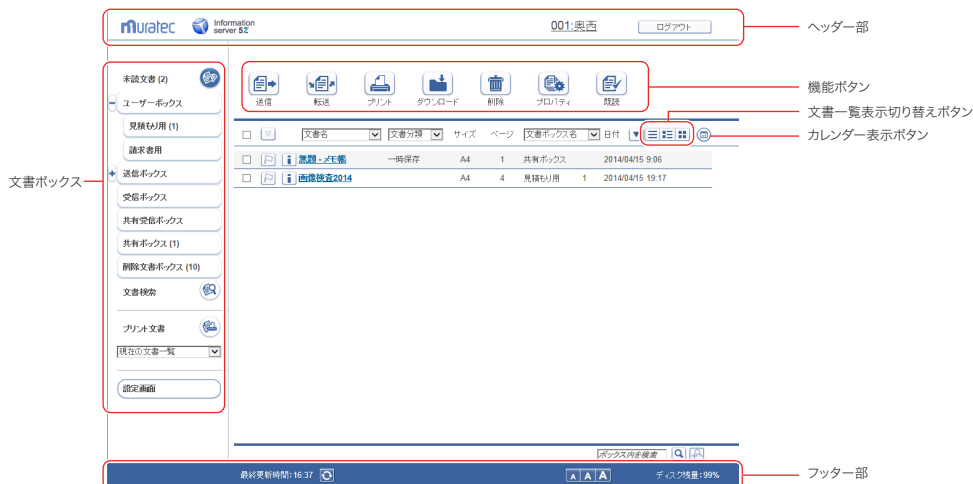 muratec
Information
server 5Z
001:奥西
ログアウト
ヘッダー部
未読文書 (2)
ユーザーボックス
見積もり用 (1)
請求書用
送信ボックス
受信ボックス
共有受信ボックス
共有ボックス (1)
削除文書ボックス (10)
文書検索
プリント文書
現在の文書一覧
設定画面
文書ボックス
送信 転送 プリント ダウンロード 削除 プロパティ 既読
機能ボタン
文書一覧表示切り替えボタン
カレンダー表示ボタン
文書名 文書分類 サイズ ページ 文書ボックス名 日付
無題 - メモ帳 一時保存 A4 1 共有ボックス 2014/04/15 9:06
画像検査2014 A4 4 見積もり用 1 2014/04/15 19:17
ボックス内を検索
最終更新時間:16:37 A A A ディスク残量:99%
フッター部